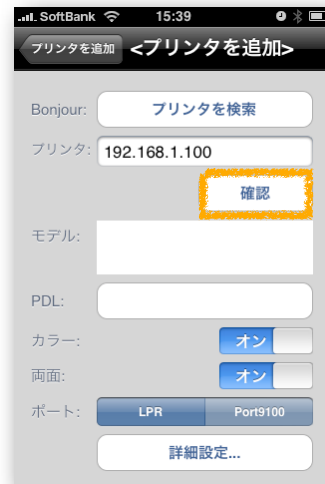 SoftBank 15:39
プリンタを追加 <プリンタを追加>
Bonjour: プリンタを検索
プリンタ: 192.168.1.100
確認
モデル:
PDL:
カラー: オン
両面: オン
ポート: LPR Port9100
詳細設定...